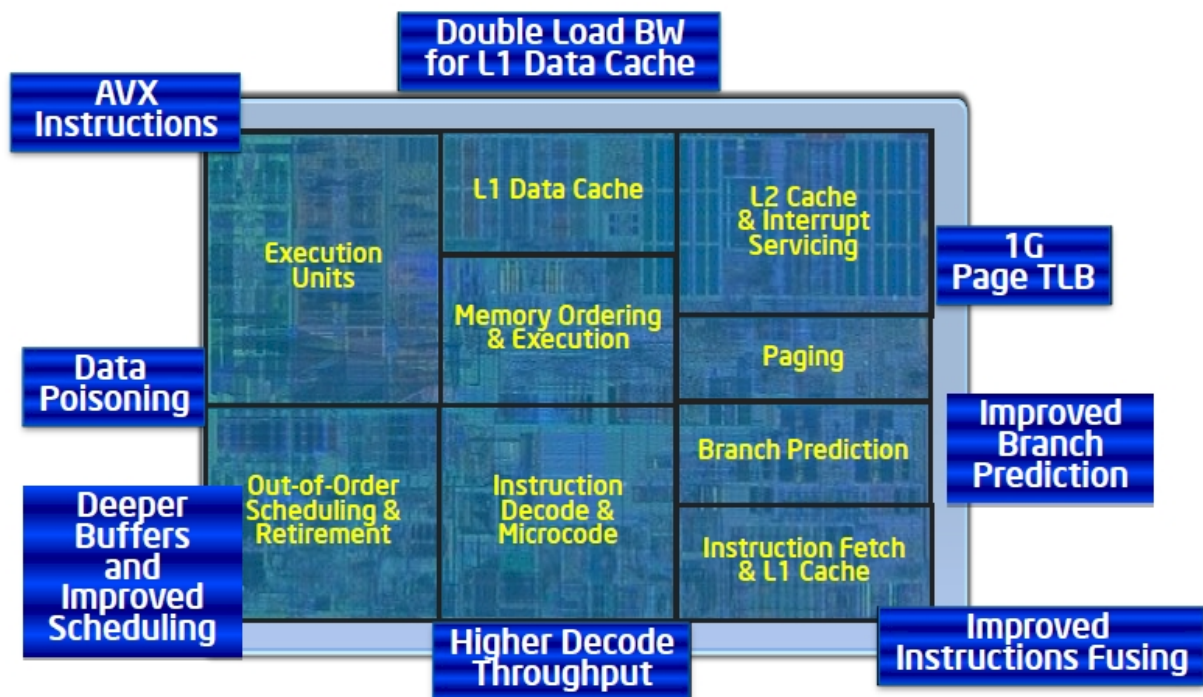 Double Load BW
for L1 Data Cache
AVX
Instructions
L1 Data Cache
L2 Cache
& Interrupt
Servicing
Execution
Units
1G
Page TLB
Memory Ordering
& Execution
Paging
Data
Poisoning
Improved
Branch
Prediction
Branch Prediction
Out-of-Order
Scheduling &
Retirement
Instruction
Decode &
Microcode
Deeper
Buffers
and
Improved
Scheduling
Instruction Fetch
& L1 Cache
Higher Decode
Throughput
Improved
Instructions Fusing